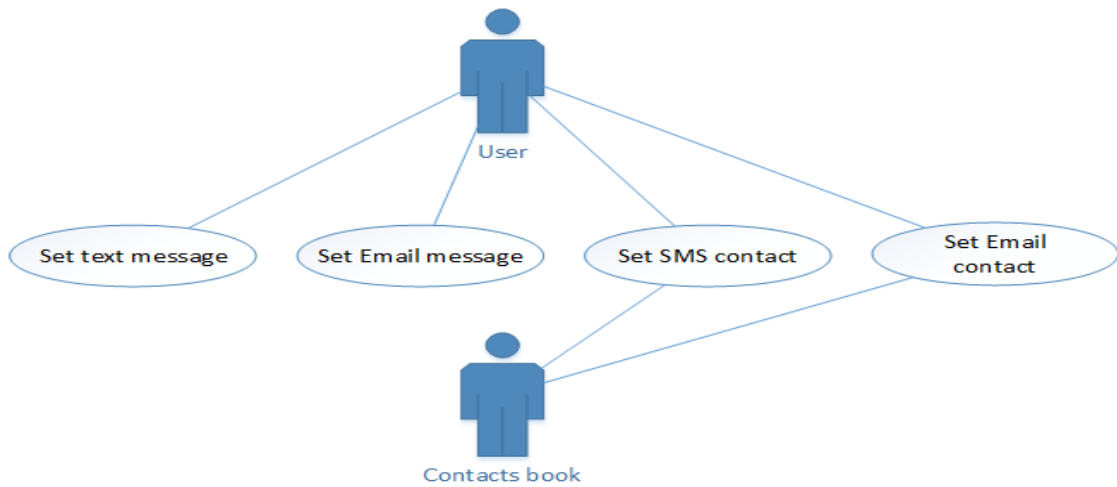 User
Set text message
Set Email message
Set SMS contact
Set Email
contact
Contacts book